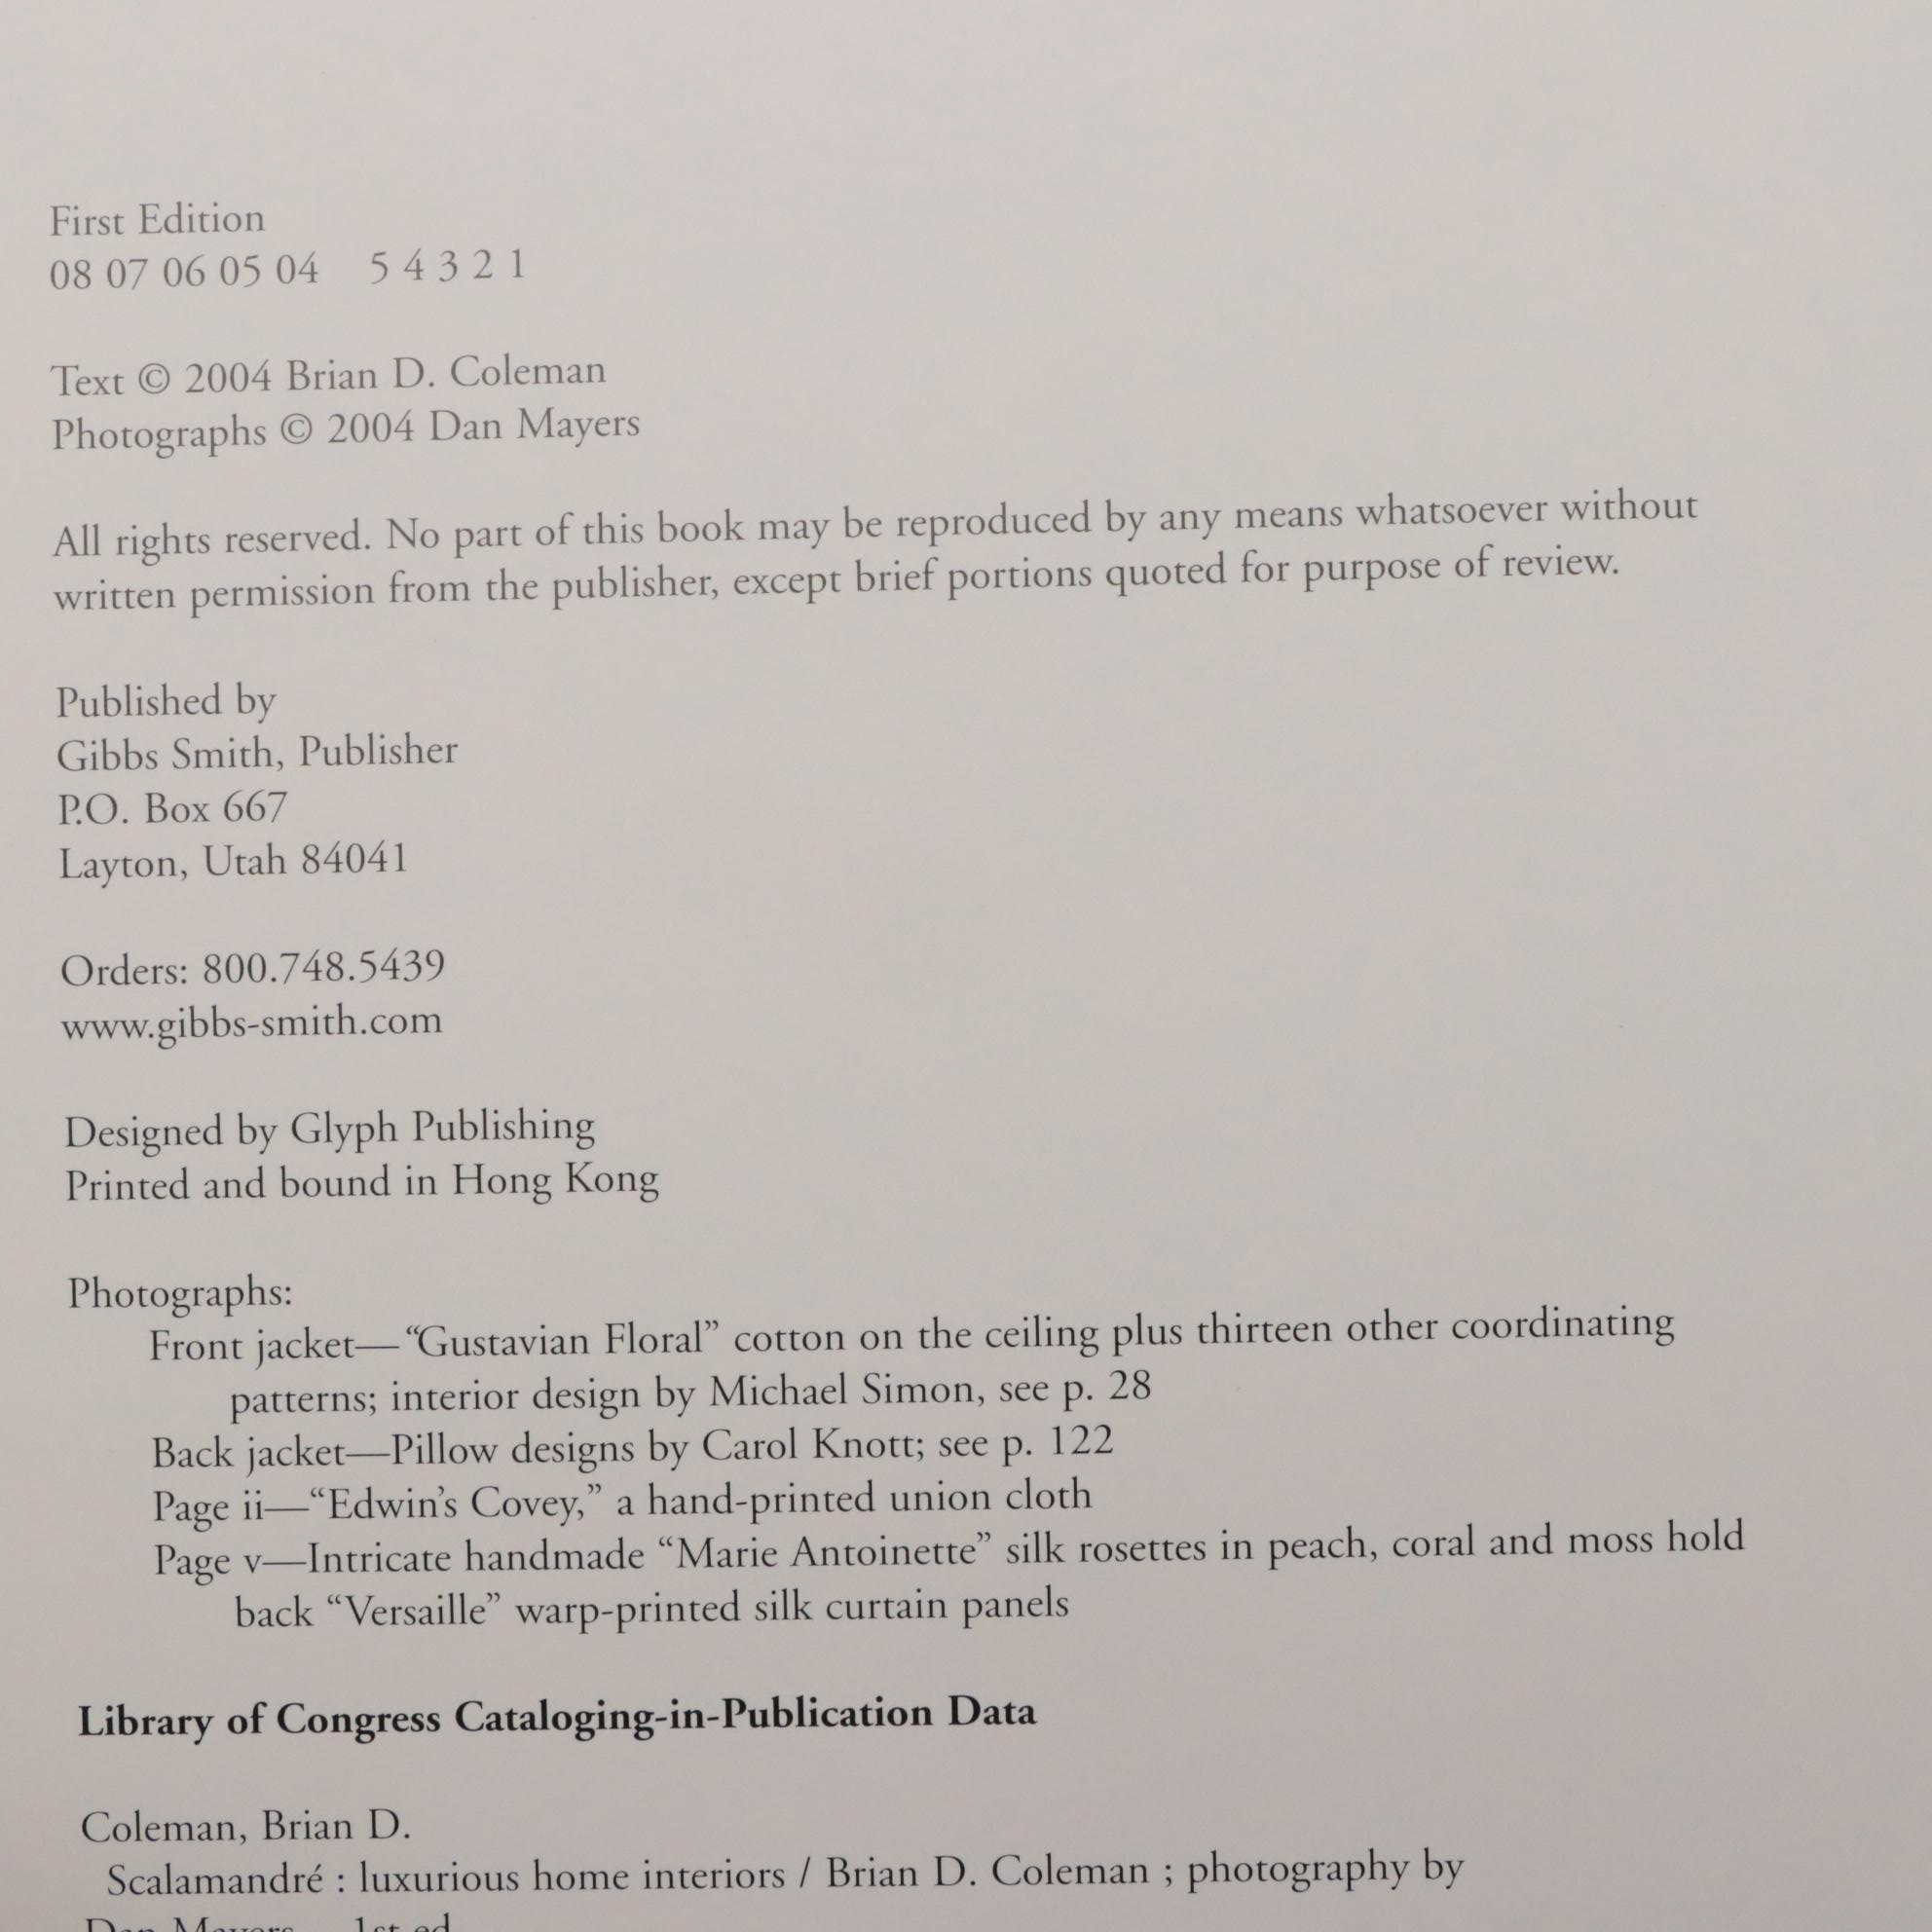 First Edition
08 07 06 05 04 5 4 3 2 1
Text © 2004 Brian D. Coleman
Photographs © 2004 Dan Mayers
All rights reserved. No part of this book may be reproduced by any means whatsoever without
written permission from the publisher, except brief portions quoted for purpose of review.
Published by
Gibbs Smith, Publisher
P.O. Box 667
Layton, Utah 84041
Orders: 800.748.5439
www.gibbs-smith.com
Designed by Glyph Publishing
Printed and bound in Hong Kong
Photographs:
Front jacket—“Gustavian Floral” cotton on the ceiling plus thirteen other coordinating
patterns; interior design by Michael Simon, see p. 28
Back jacket—Pillow designs by Carol Knott; see p. 122
Page ii—“Edwin’s Covey,” a hand-printed union cloth
Page v—Intricate handmade “Marie Antoinette” silk rosettes in peach, coral and moss hold
back “Versaille” warp-printed silk curtain panels
Library of Congress Cataloging-in-Publication Data
Coleman, Brian D.
Scalamandré : luxurious home interiors / Brian D. Coleman ; photography by
Dan Mayers 1st ed